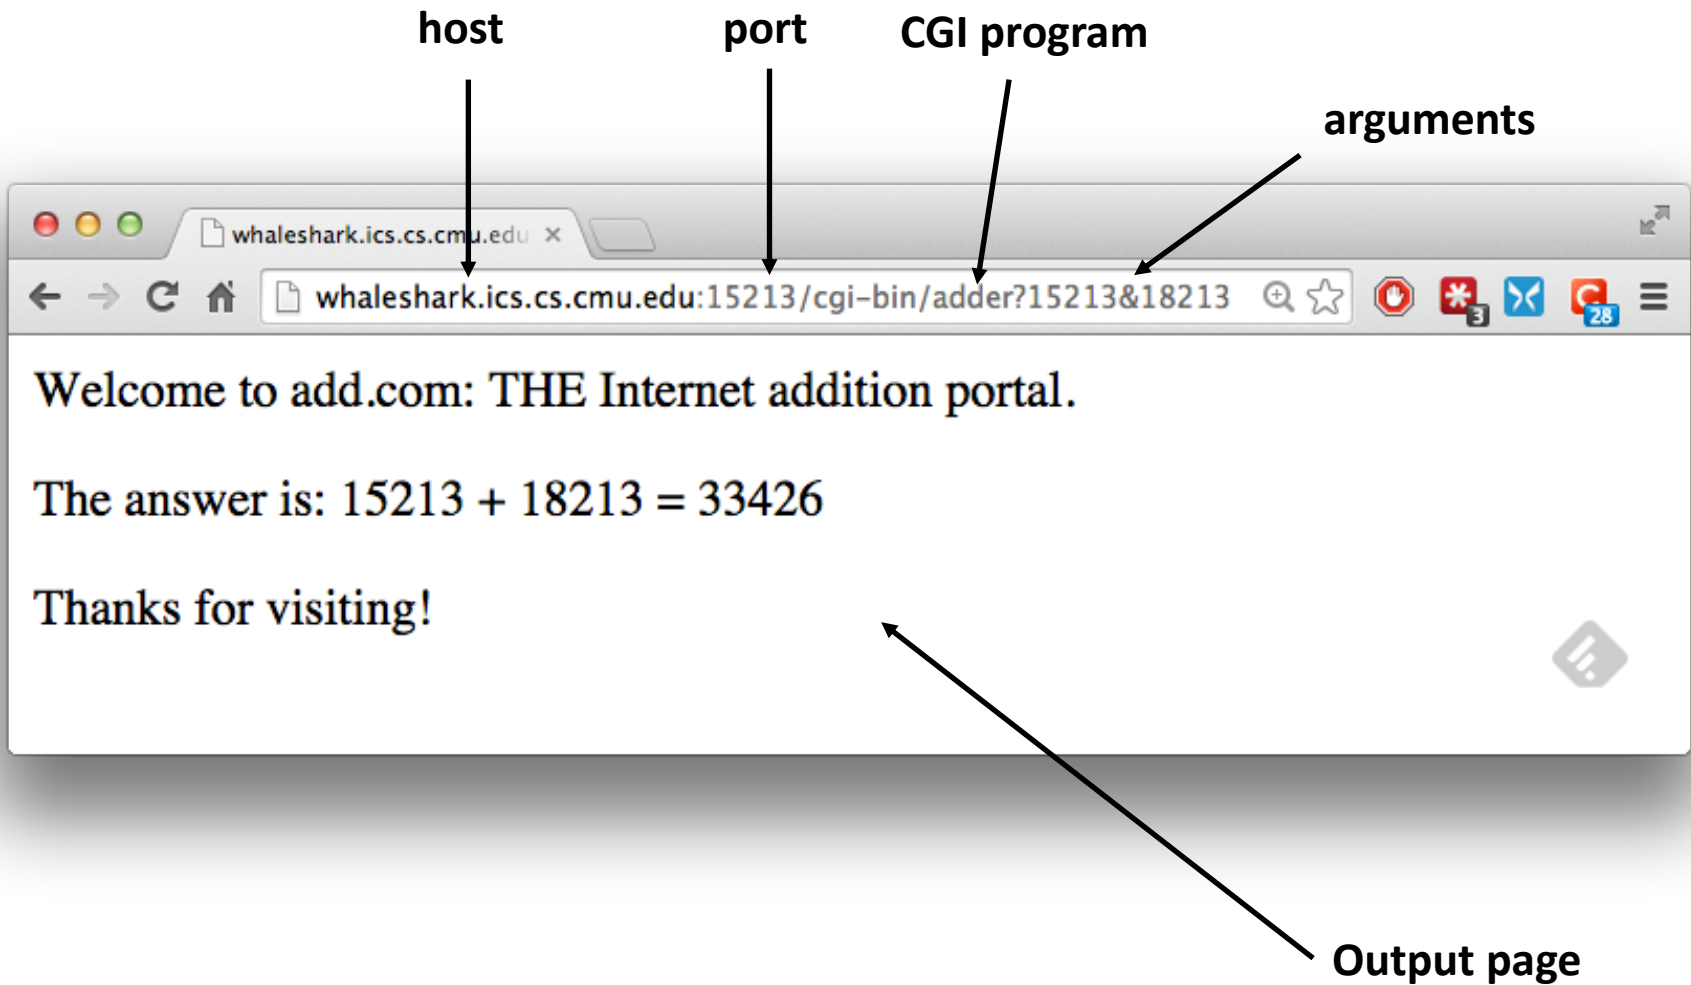 host port CGI program
arguments
whaleshark.ics.cs.cmu.edu
whaleshark.ics.cs.cmu.edu:15213/cgi-bin/adder?15213&18213
3
28
Welcome to add.com: THE Internet addition portal.
The answer is: 15213 + 18213 = 33426
Thanks for visiting!
Output page